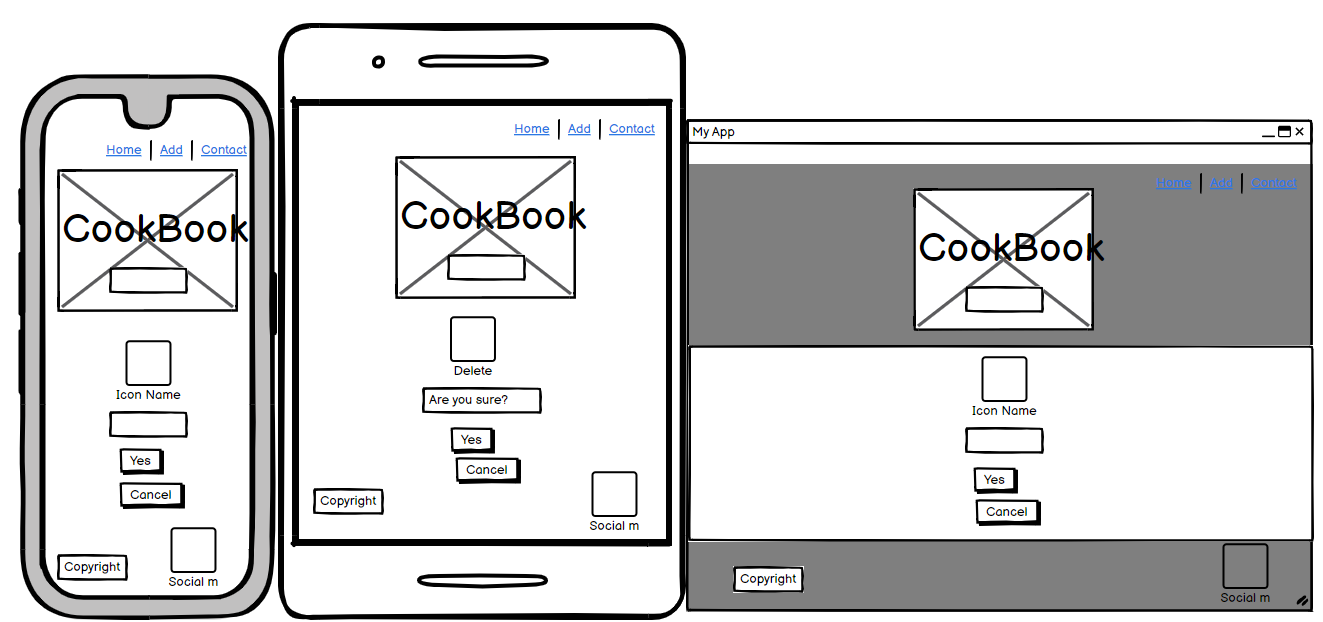 Home Add Contact
CookBook
Icon Name
Yes
Cancel
Copyright
Social m
Home Add Contact
CookBook
Delete
Are you sure?
Yes
Cancel
Copyright
Social m
My App
Home Add Contact
CookBook
Icon Name
Yes
Cancel
Copyright
Social m